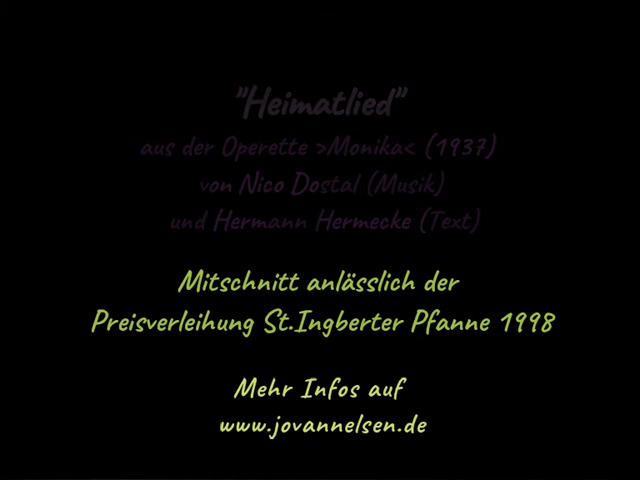 "Heimatlied"
aus der Operette >Monika< (1937)
von Nico Dostal (Musik)
und Hermann Hermecke (Text)
Mitschnitt anlässlich der
Preisverleihung St.Ingberter Pfanne 1998
Mehr Infos auf
www.jovannelsen.de